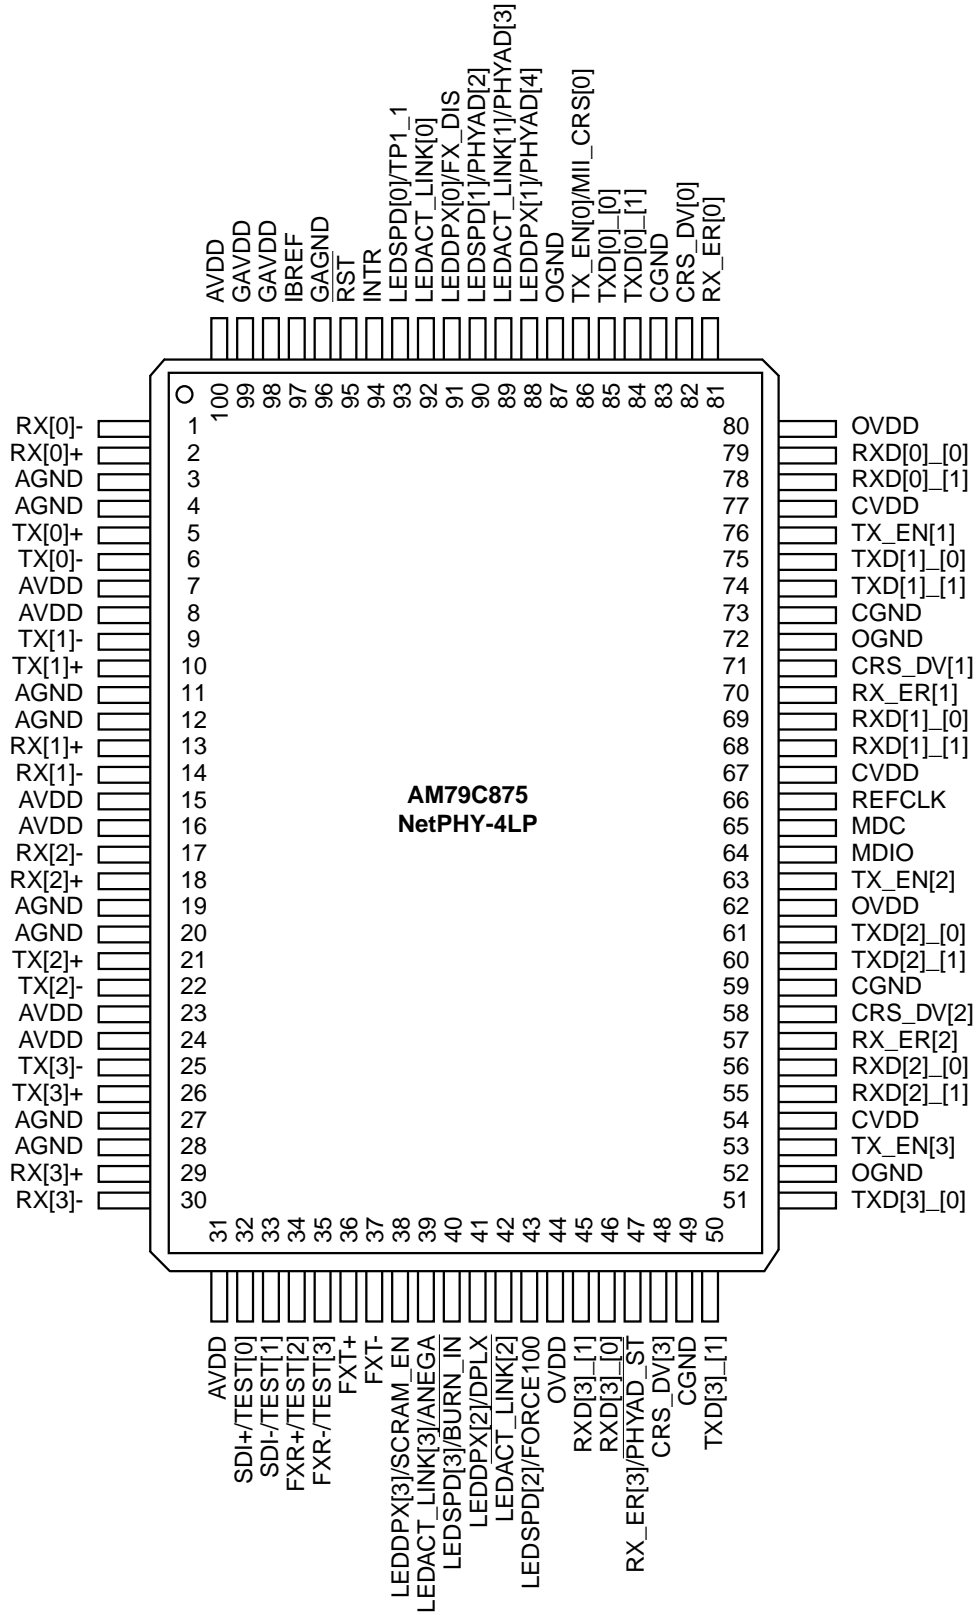 AVDD
GAVDD
GAVDD
IBREF
GAGND
RST
INTR
LEDSPD[0]/TP1_1
LEDACT_LINK[0]
LEDDPX[0]/FX_DIS
LEDSPD[1]/PHYAD[2]
LEDACT_LINK[1]/PHYAD[3]
LEDDPX[1]/PHYAD[4]
OGND
TX_EN[0]/MII_CRS[0]
TXD[0]_[0]
TXD[0]_[1]
CGND
CRS_DV[0]
RX_ER[0]
100
99
98
97
96
95
94
93
92
91
90
89
88
87
86
85
84
83
82
81
RX[0]- 1
RX[0]+ 2
AGND 3
AGND 4
TX[0]+ 5
TX[0]- 6
AVDD 7
AVDD 8
TX[1]- 9
TX[1]+ 10
AGND 11
AGND 12
RX[1]+ 13
RX[1]- 14
AVDD 15
AVDD 16
RX[2]- 17
RX[2]+ 18
AGND 19
AGND 20
TX[2]+ 21
TX[2]- 22
AVDD 23
AVDD 24
TX[3]- 25
TX[3]+ 26
AGND 27
AGND 28
RX[3]+ 29
RX[3]- 30
AM79C875
NetPHY-4LP
80 OVDD
79 RXD[0]_[0]
78 RXD[0]_[1]
77 CVDD
76 TX_EN[1]
75 TXD[1]_[0]
74 TXD[1]_[1]
73 CGND
72 OGND
71 CRS_DV[1]
70 RX_ER[1]
69 RXD[1]_[0]
68 RXD[1]_[1]
67 CVDD
66 REFCLK
65 MDC
64 MDIO
63 TX_EN[2]
62 OVDD
61 TXD[2]_[0]
60 TXD[2]_[1]
59 CGND
58 CRS_DV[2]
57 RX_ER[2]
56 RXD[2]_[0]
55 RXD[2]_[1]
54 CVDD
53 TX_EN[3]
52 OGND
51 TXD[3]_[0]
31
32
33
34
35
36
37
38
39
40
41
42
43
44
45
46
47
48
49
50
AVDD
SDI+/TEST[0]
SDI-/TEST[1]
FXR+/TEST[2]
FXR-/TEST[3]
FXT+
FXT-
LEDDPX[3]/SCRAM_EN
LEDACT_LINK[3]/ANEGA
LEDSPD[3]/BURN_IN
LEDDPX[2]/DPLX
LEDACT_LINK[2]
LEDSPD[2]/FORCE100
OVDD
RXD[3]_[1]
RXD[3]_[0]
RX_ER[3]/PHYAD_ST
CRS_DV[3]
CGND
TXD[3]_[1]